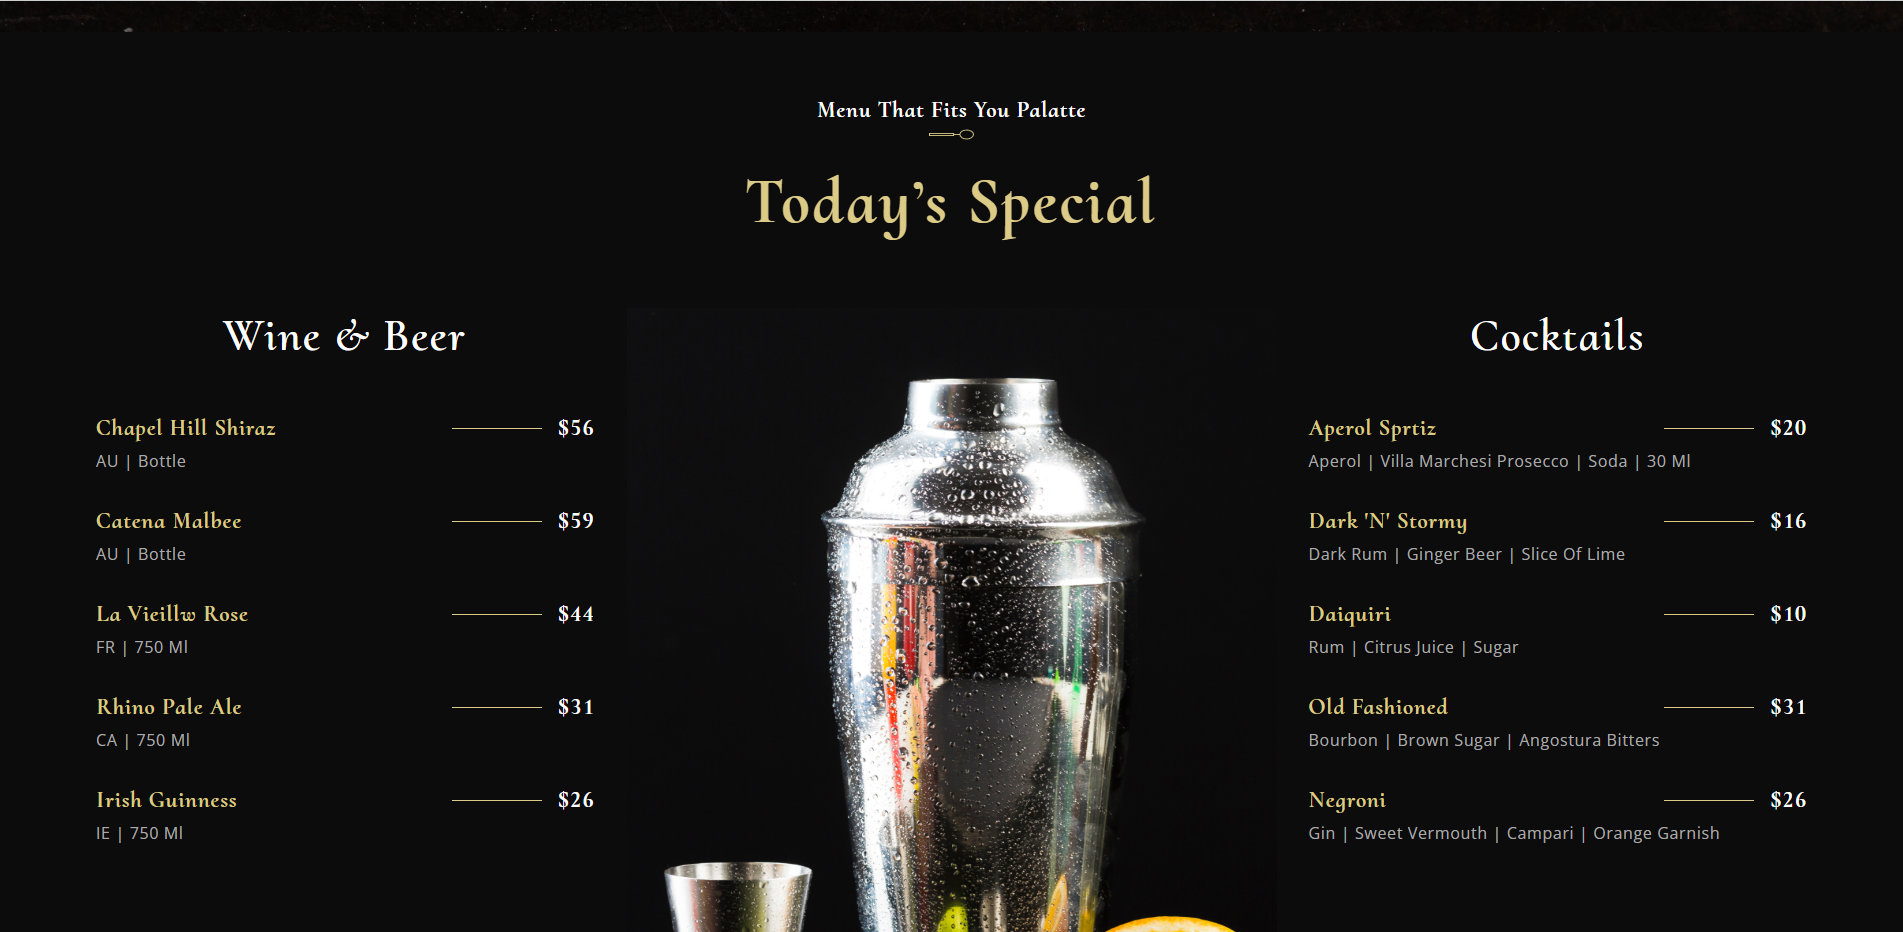 Menu That Fits You Palatte
Today's Special
Wine & Beer
Chapel Hill Shiraz $56
AU | Bottle
Catena Malbee $59
AU | Bottle
La Vieillw Rose $44
FR | 750 Ml
Rhino Pale Ale $31
CA | 750 Ml
Irish Guinness $26
IE | 750 Ml
Cocktails
Aperol Sprtiz $20
Aperol | Villa Marchesi Prosecco | Soda | 30 Ml
Dark 'N' Stormy $16
Dark Rum | Ginger Beer | Slice Of Lime
Daiquiri $10
Rum | Citrus Juice | Sugar
Old Fashioned $31
Bourbon | Brown Sugar | Angostura Bitters
Negroni $26
Gin | Sweet Vermouth | Campari | Orange Garnish